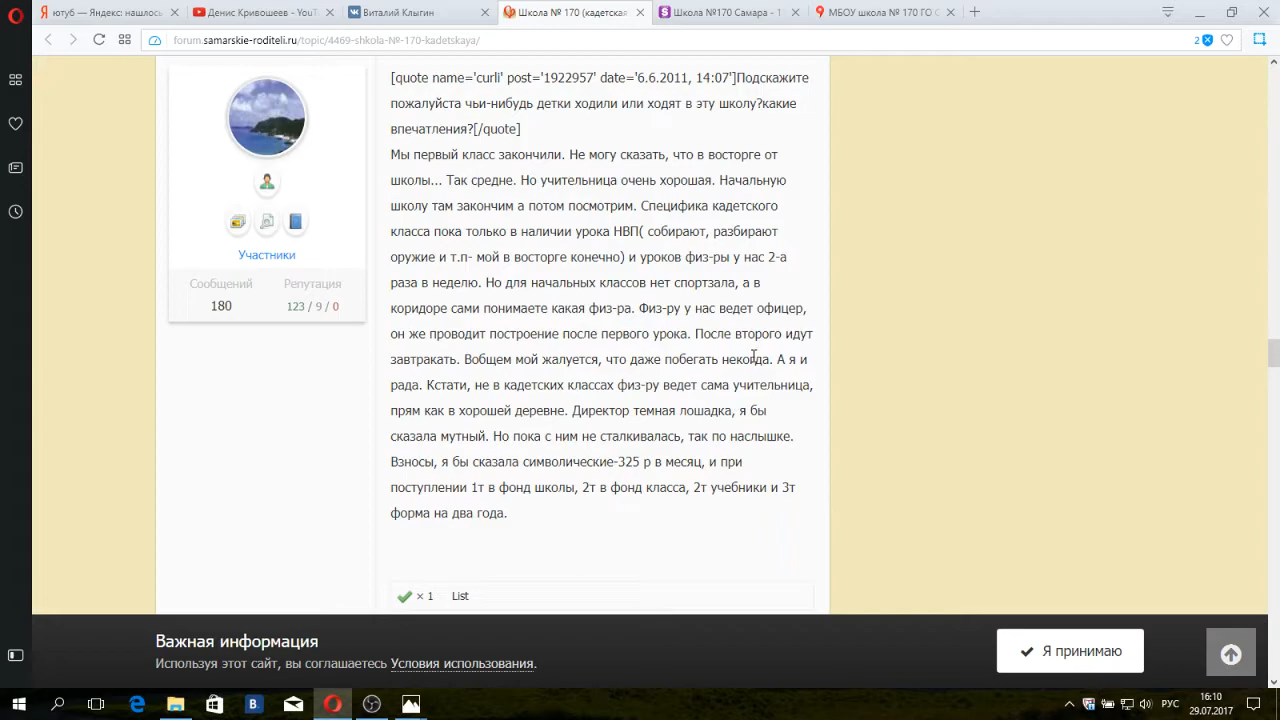 ютуб — Яндекс: нашлось
Денис Кривошеев - YouT
Виталий Клыгин
Школа № 170 (кадетская
Школа №170 Самара - 1
МБОУ школа № 170 ГО С
forum.samarskie-roditeli.ru/topic/4469-shkola-№-170-kadetskaya/
2
[quote name='curli' post='1922957' date='6.6.2011, 14:07']Подскажите
пожалуйста чьи-нибудь детки ходили или ходят в эту школу?какие
впечатления?[/quote]
Мы первый класс закончили. Не могу сказать, что в восторге от
школы... Так средне. Но учительница очень хорошая. Начальную
школу там закончим а потом посмотрим. Специфика кадетского
класса пока только в наличии урока НВП( собирают, разбирают
оружие и т.п- мой в восторге конечно) и уроков физ-ры у нас 2-а
раза в неделю. Но для начальных классов нет спортзала, а в
коридоре сами понимаете какая физ-ра. Физ-ру у нас ведет офицер,
он же проводит построение после первого урока. После второго идут
завтракать. Вобщем мой жалуется, что даже побегать некогда. А я и
рада. Кстати, не в кадетских классах физ-ру ведет сама учительница,
прям как в хорошей деревне. Директор темная лошадка, я бы
сказала мутный. Но пока с ним не сталкивалась, так по наслышке.
Взносы, я бы сказала символические-325 р в месяц, и при
поступлении 1т в фонд школы, 2т в фонд класса, 2т учебники и 3т
форма на два года.
Участники
Сообщений
Репутация
180
123 / 9 / 0
× 1
List
Важная информация
Используя этот сайт, вы соглашаетесь Условия использования.
Я принимаю
РУС
16:10
29.07.2017